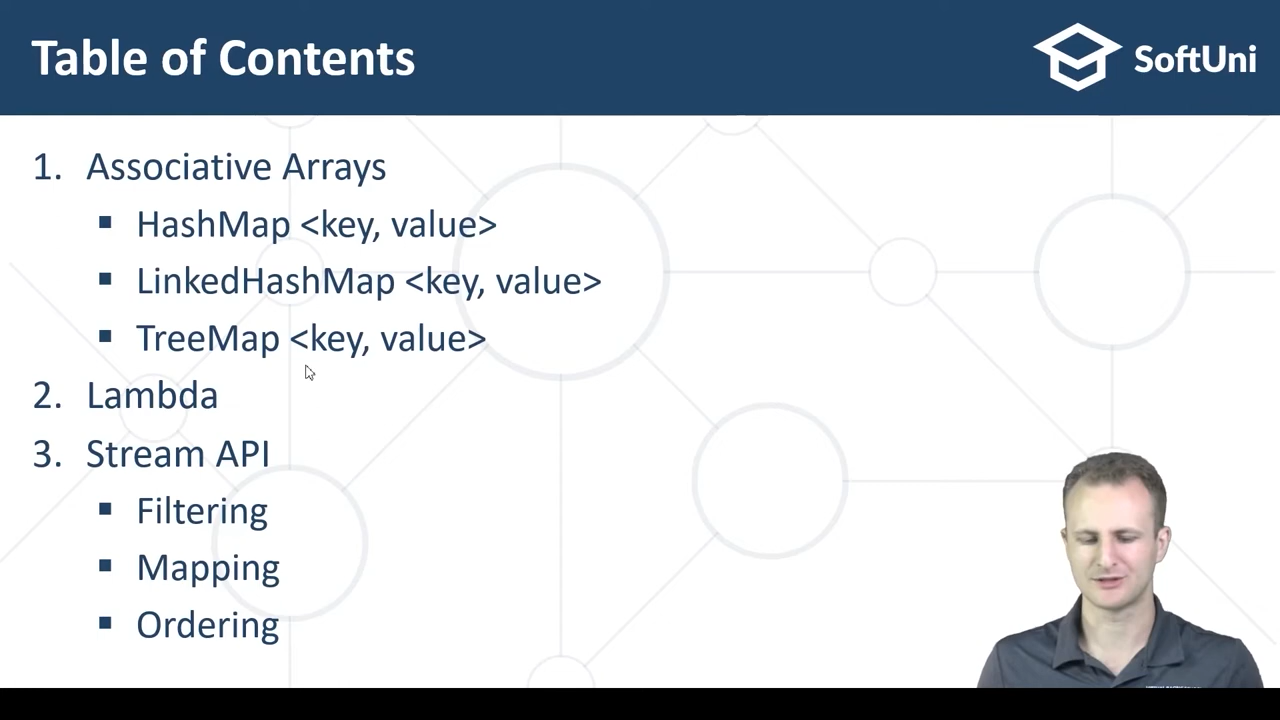 Table of Contents
SoftUni
1. Associative Arrays
▪ HashMap <key, value>
▪ LinkedHashMap <key, value>
▪ TreeMap <key, value>
2. Lambda
3. Stream API
▪ Filtering
▪ Mapping
▪ Ordering